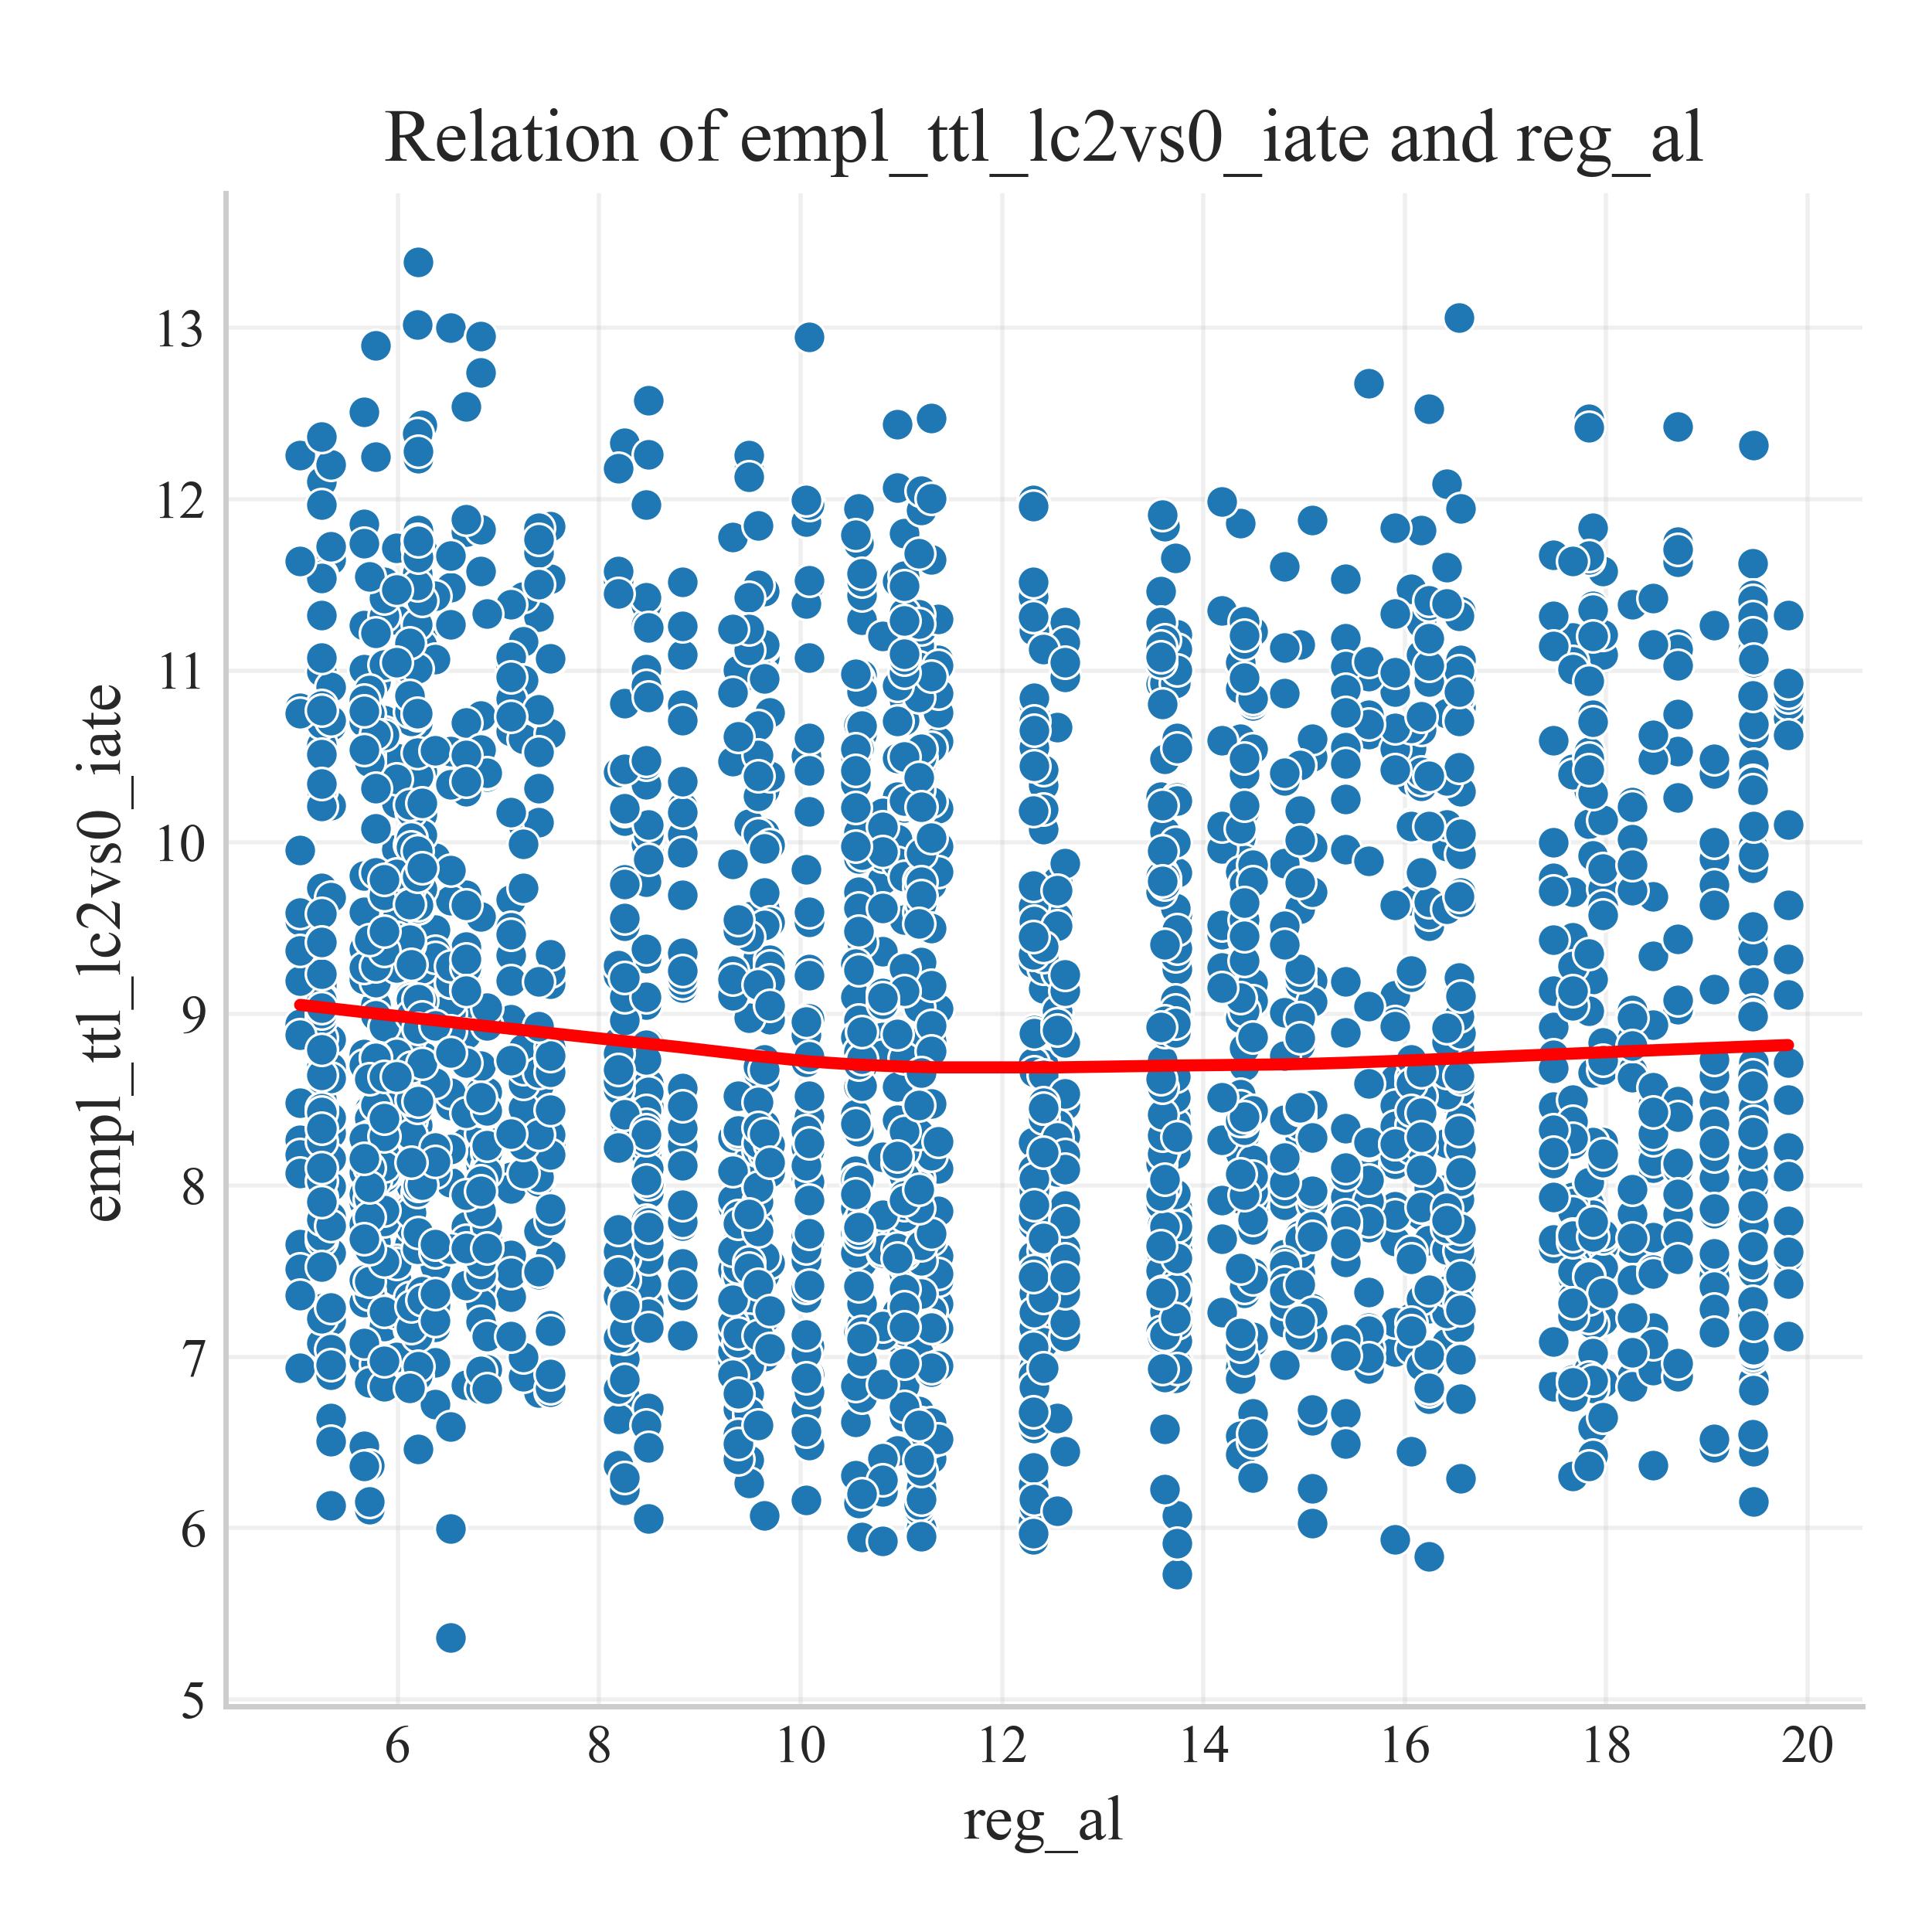 Relation of empl_ttl_lc2vs0_iate and reg_al
empl_ttl_lc2vs0_iate
13
12
11
10
9
8
7
6
5
6 8 10 12 14 16 18 20
reg_al